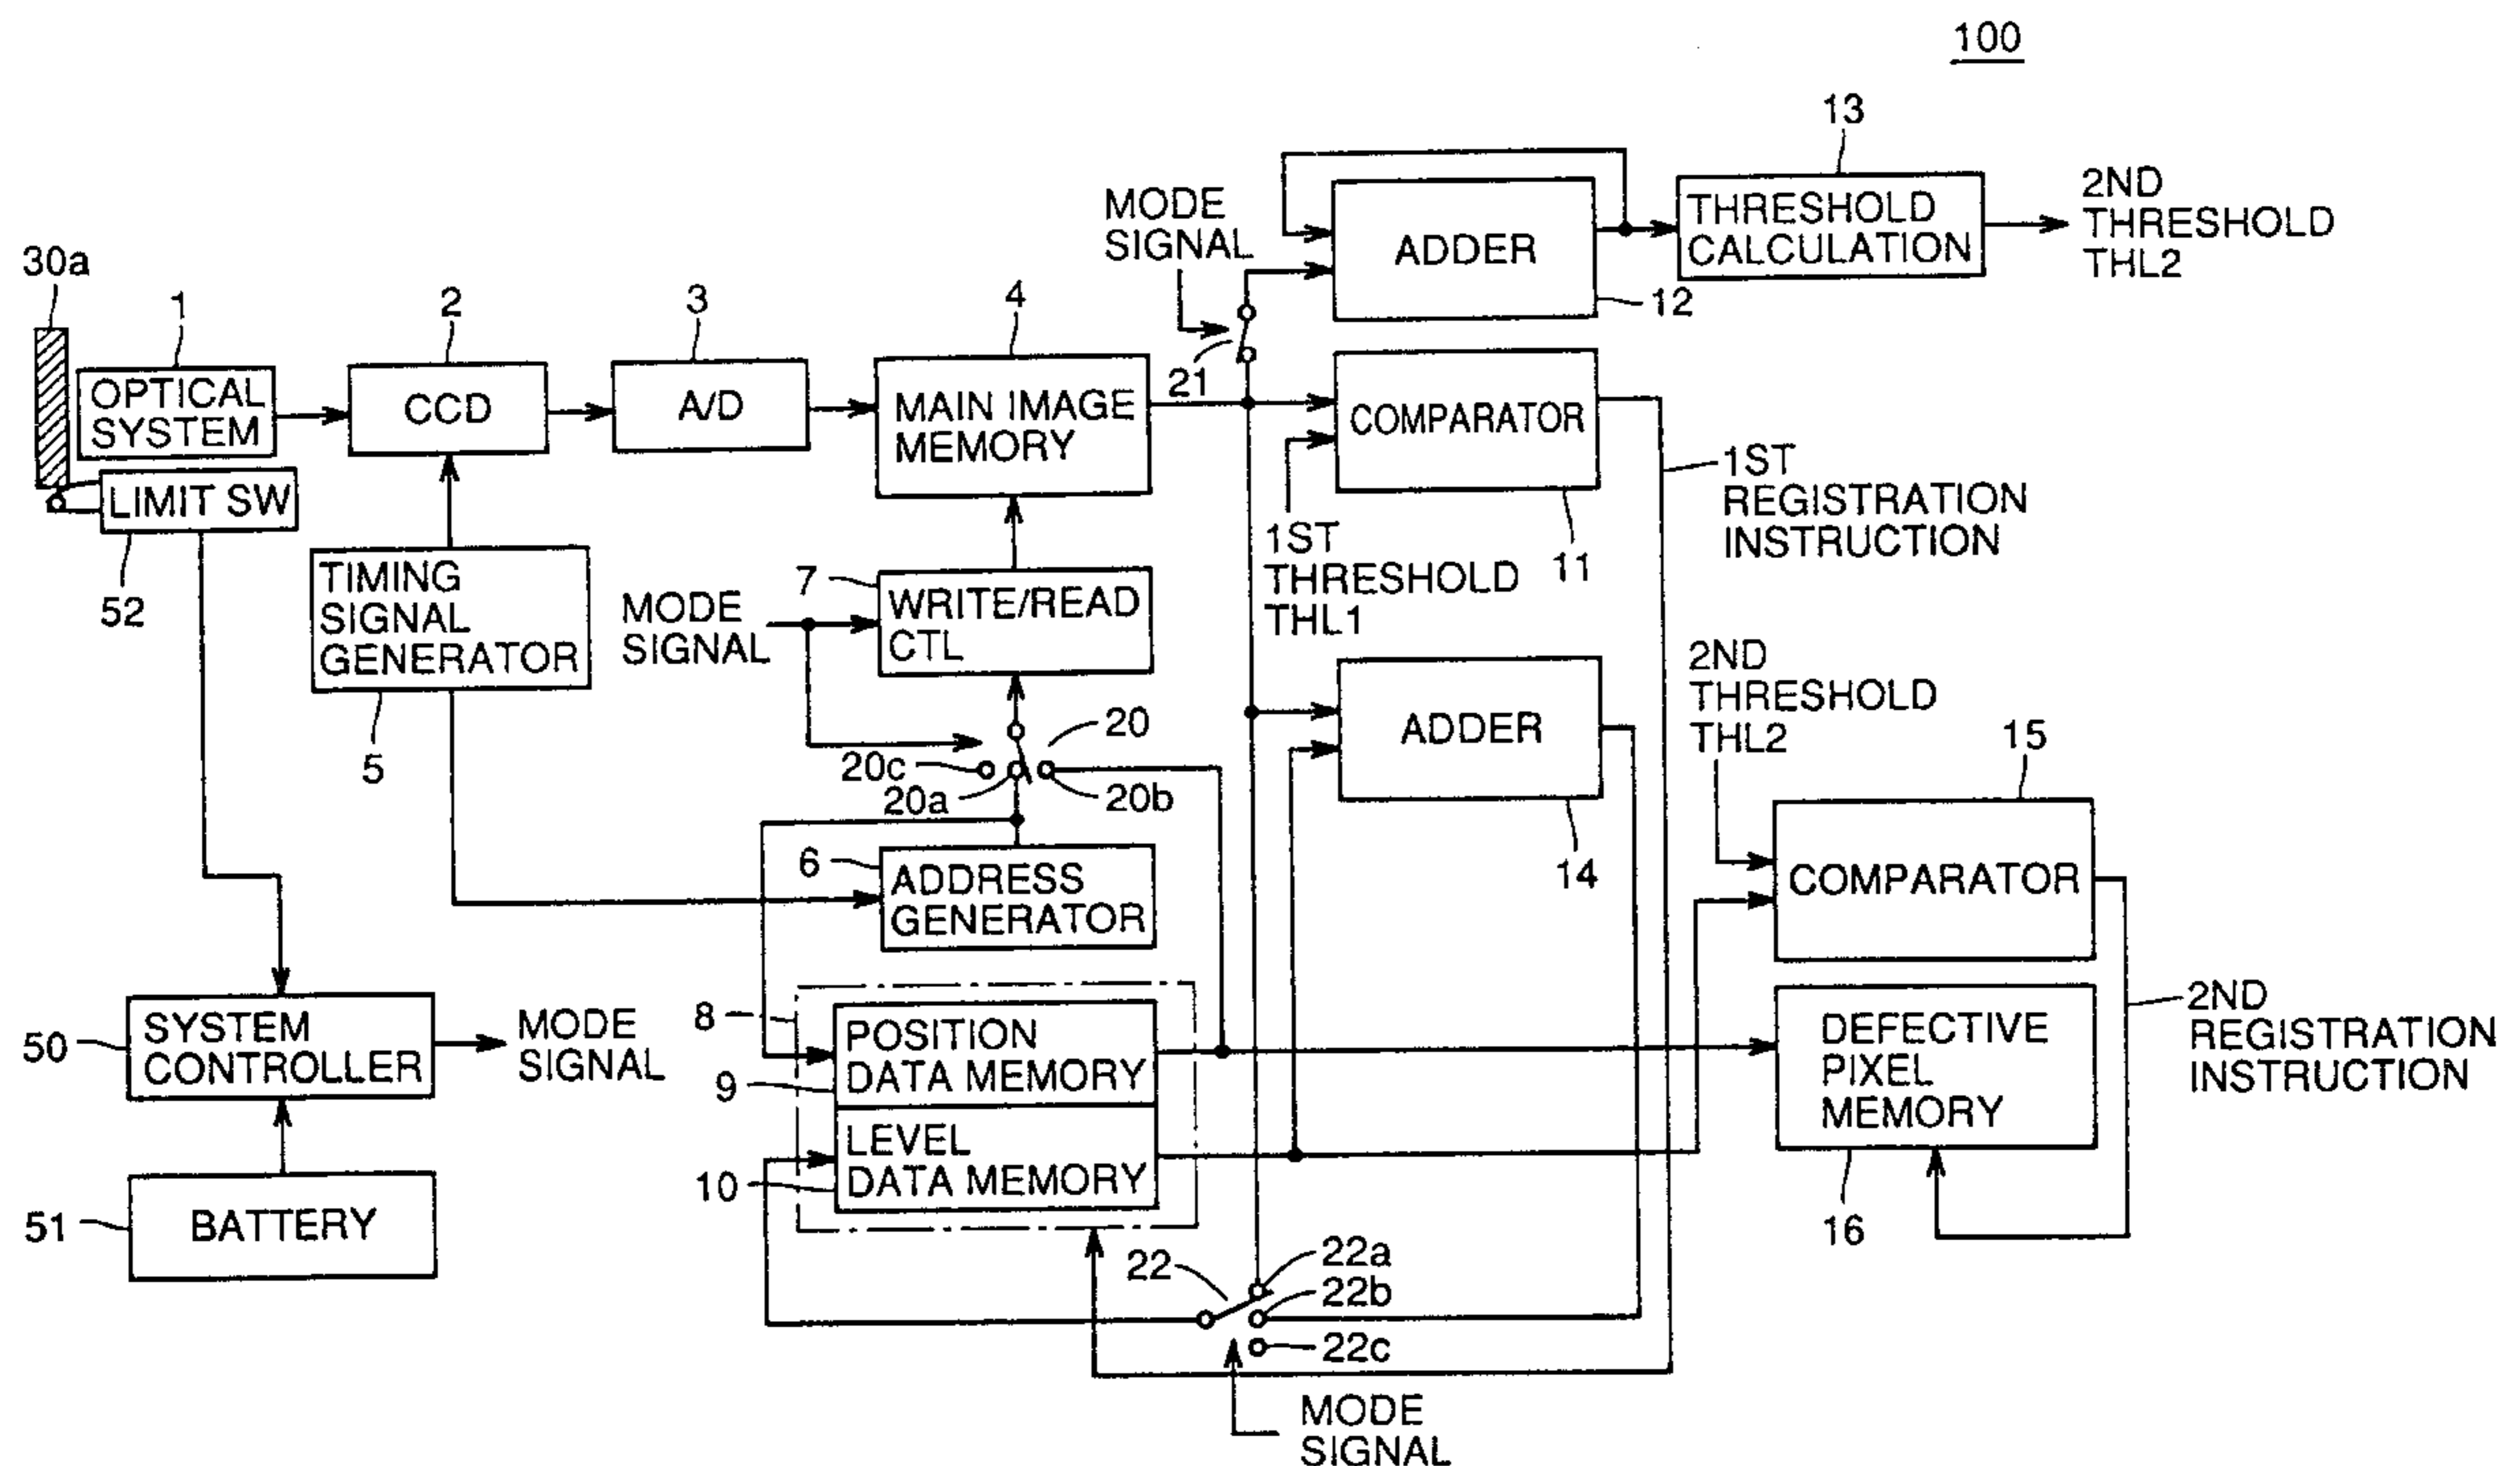 100
13
MODE
SIGNAL
ADDER
THRESHOLD
CALCULATION
2ND
THRESHOLD
THL2
12
30a
1
2
3
4
21
OPTICAL
SYSTEM
CCD
A/D
MAIN IMAGE
MEMORY
COMPARATOR
1ST
REGISTRATION
INSTRUCTION
LIMIT SW
52
1ST
THRESHOLD
THL1
11
TIMING
SIGNAL
GENERATOR
5
MODE
SIGNAL
7
WRITE/READ
CTL
20
20c
20a
20b
ADDER
14
2ND
THRESHOLD
THL2
15
COMPARATOR
6
ADDRESS
GENERATOR
50
SYSTEM
CONTROLLER
MODE
SIGNAL
8
POSITION
DATA MEMORY
9
LEVEL
DATA MEMORY
10
DEFECTIVE
PIXEL
MEMORY
16
2ND
REGISTRATION
INSTRUCTION
51
BATTERY
22
22a
22b
22c
MODE
SIGNAL